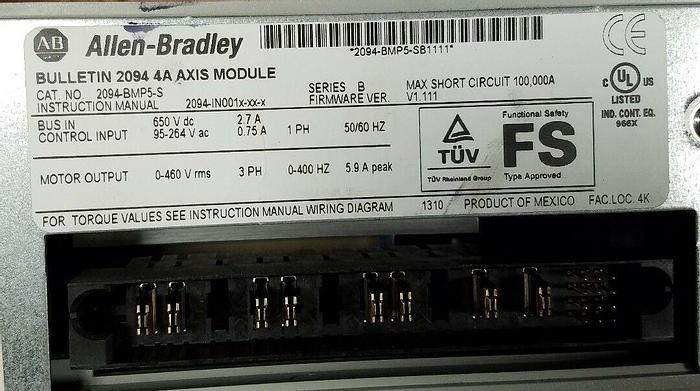 AB Allen-Bradley
*2094-BMP5-SB1111*
CE
BULLETIN 2094 4A AXIS MODULE
CAT. NO 2094-BMP5-S SERIES B MAX SHORT CIRCUIT 100,000A
INSTRUCTION MANUAL 2094-IN001x-xx-x FIRMWARE VER. V1.111
c UL US
LISTED
IND. CONT. EQ.
966X
BUS IN 650 V dc 2.7 A
CONTROL INPUT 95-264 V ac 0.75 A 1 PH 50/60 HZ
MOTOR OUTPUT 0-460 V rms 3 PH 0-400 HZ 5.9 A peak
TÜV
TÜV Rheinland Group
Functional Safety
FS
Type Approved
FOR TORQUE VALUES SEE INSTRUCTION MANUAL WIRING DIAGRAM 1310 PRODUCT OF MEXICO FAC. LOC. 4K